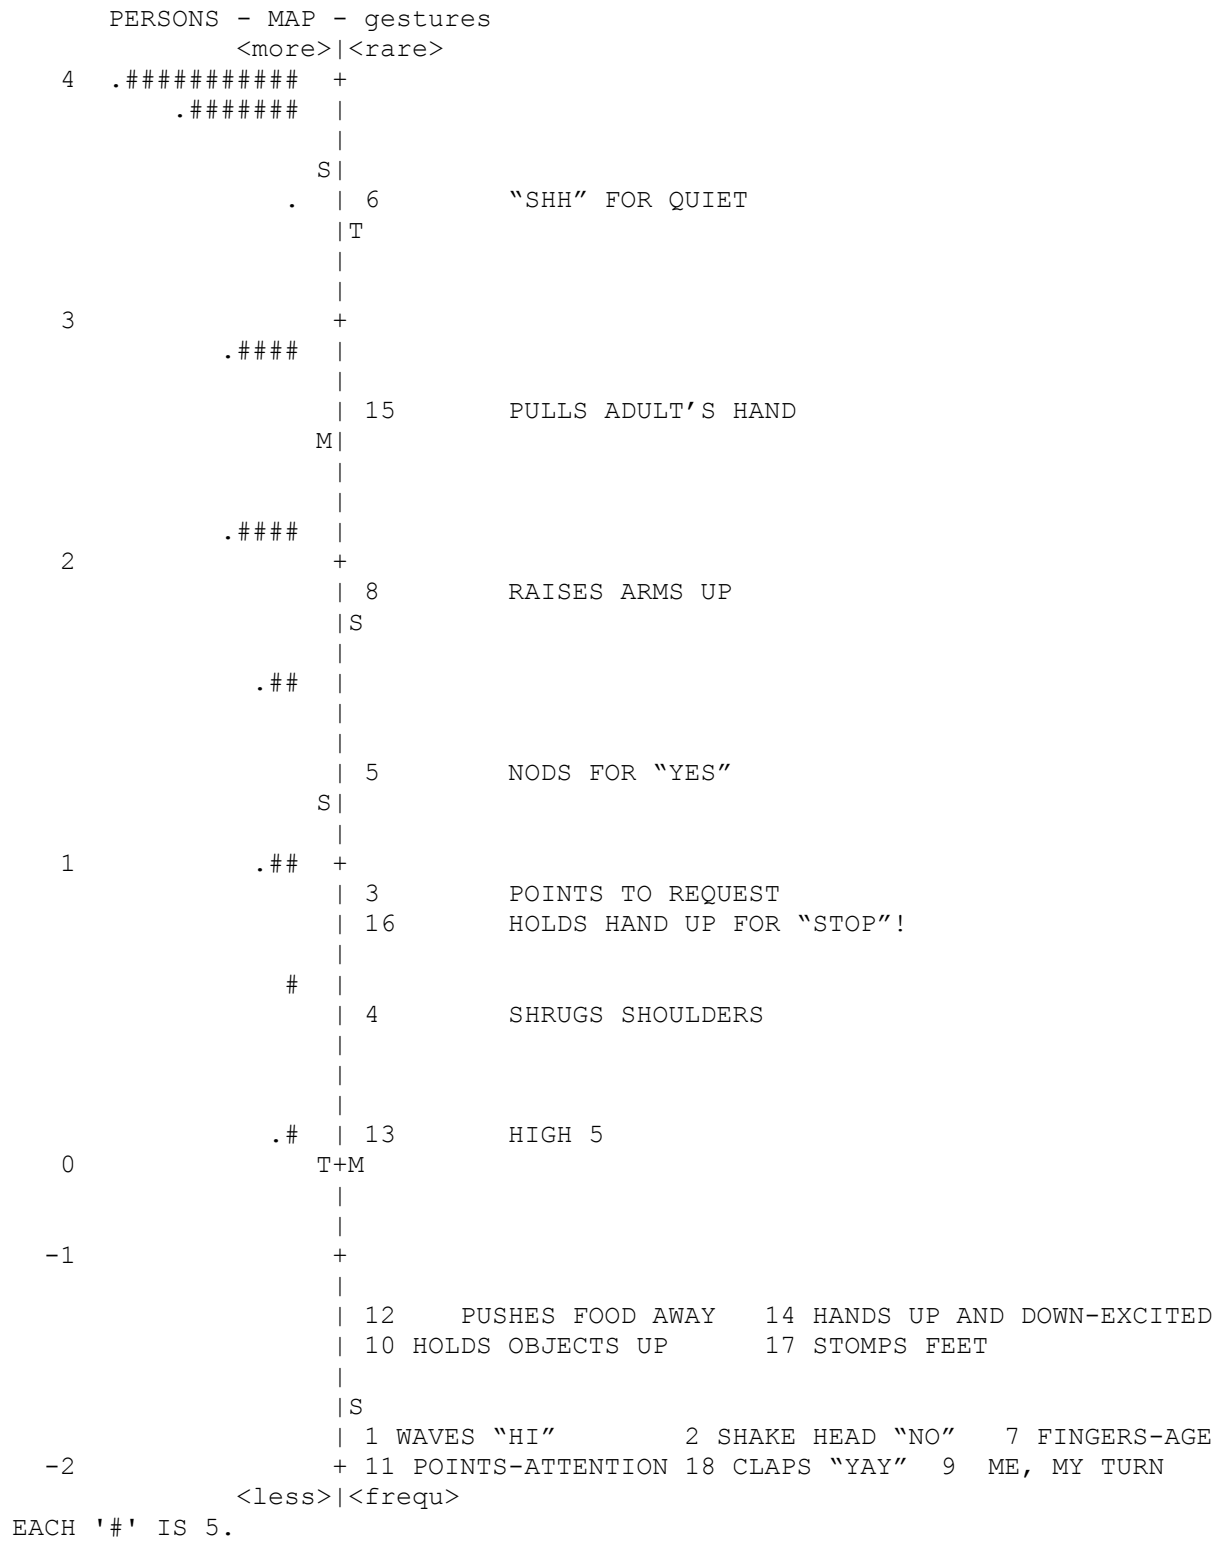 PERSONS - MAP - gestures
<more>|<rare>
4 .########### +
.####### |
|
S|
. | 6 “SHH” FOR QUIET
|T
|
|
3 +
.#### |
|
| 15 PULLS ADULT’S HAND
M|
|
|
.#### |
2 +
| 8 RAISES ARMS UP
|S
|
.## |
|
|
| 5 NODS FOR “YES”
S|
|
1 .## +
| 3 POINTS TO REQUEST
| 16 HOLDS HAND UP FOR “STOP”!
|
# |
| 4 SHRUGS SHOULDERS
|
|
|
.# | 13 HIGH 5
0 T+M
|
|
-1 +
|
| 12 PUSHES FOOD AWAY 14 HANDS UP AND DOWN-EXCITED
| 10 HOLDS OBJECTS UP 17 STOMPS FEET
|
|S
| 1 WAVES “HI” 2 SHAKE HEAD “NO” 7 FINGERS-AGE
-2 + 11 POINTS-ATTENTION 18 CLAPS “YAY” 9 ME, MY TURN
<less>|<frequ>
EACH '#' IS 5.